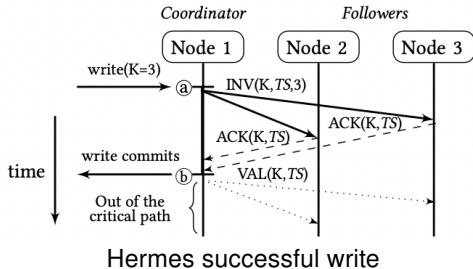 Coordinator
Followers
Node 1
Node 2
Node 3
write(K=3)
a
INV(K,TS,3)
ACK(K,TS)
ACK(K,TS)
write commits
b
VAL(K,TS)
time
Out of the
critical path
Hermes successful write